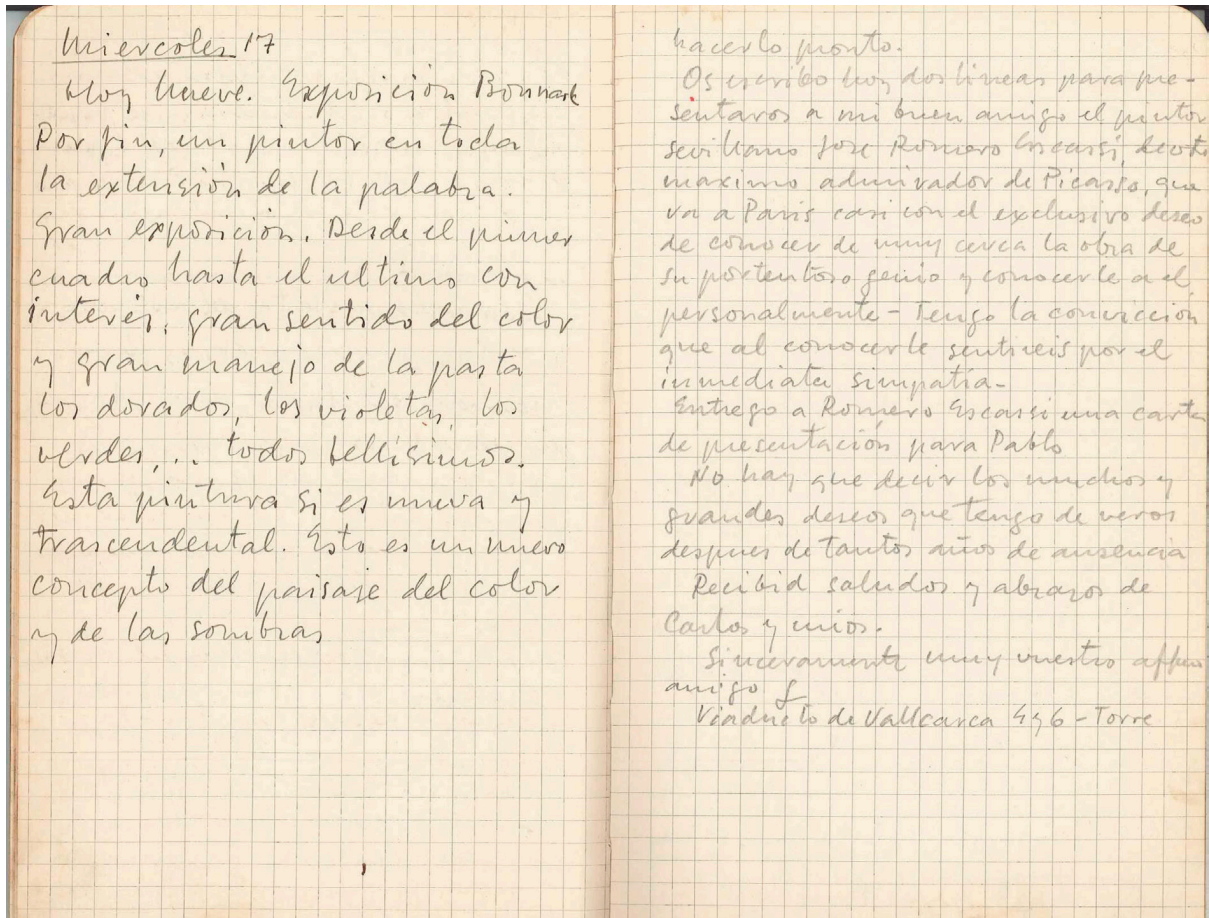 Miercoles 17
Hoy llueve. Exposición Bonnard
Por fin, un pintor en toda
la extensión de la palabra.
Gran exposición. Desde el primer
cuadro hasta el ultimo con
interés, gran sentido del color
y gran manejo de la pasta
los dorados, los violetas, los
verdes,.. todos bellisimos.
Esta pintura si es nueva y
trascendental. Esto es un nuevo
concepto del paisaje del color
y de las sombras
hacerlo pronto.
Os escribo hoy dos lineas para pre-
sentaros a mi buen amigo el pintor
sevillano Jose Romero Escassi, devoto
maximo admirador de Picasso, que
va a Paris casi con el exclusivo deseo
de conocer de muy cerca la obra de
su portentoso genio y conocerle a el
personalmente - Tengo la convicción
que al conocerle sentireis por el
inmediata simpatía-
Entrego a Romero Escassi una carta
de presentación para Pablo
No hay que decir los muchos y
grandes deseos que tengo de veros
despues de tantos años de ausencia
Recibid saludos y abrazos de
Carlos y mios.
Sinceramente muy vuestro
amigo
Viaducto de Vallcarca 4 y 6 - Torre